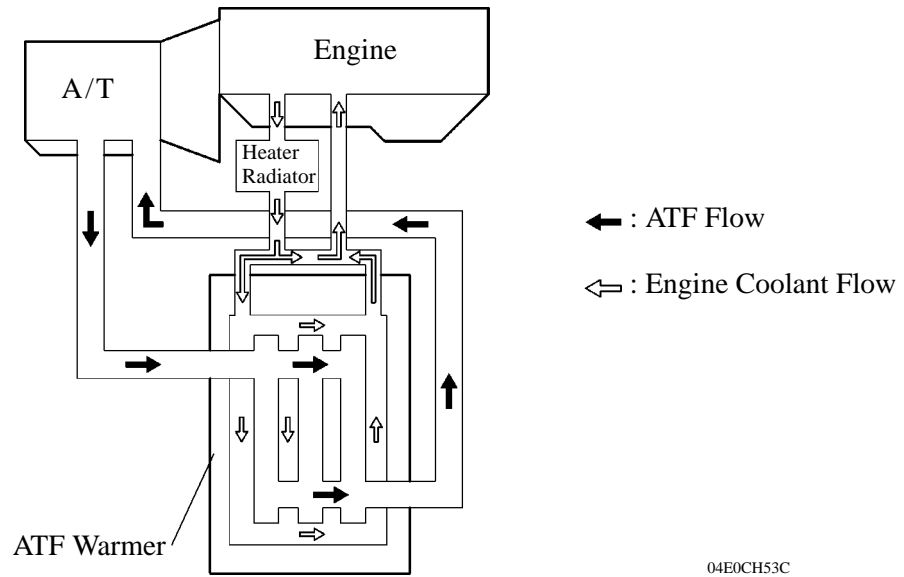 Engine
A/T
Heater
Radiator
: ATF Flow
: Engine Coolant Flow
ATF Warmer
04E0CH53C